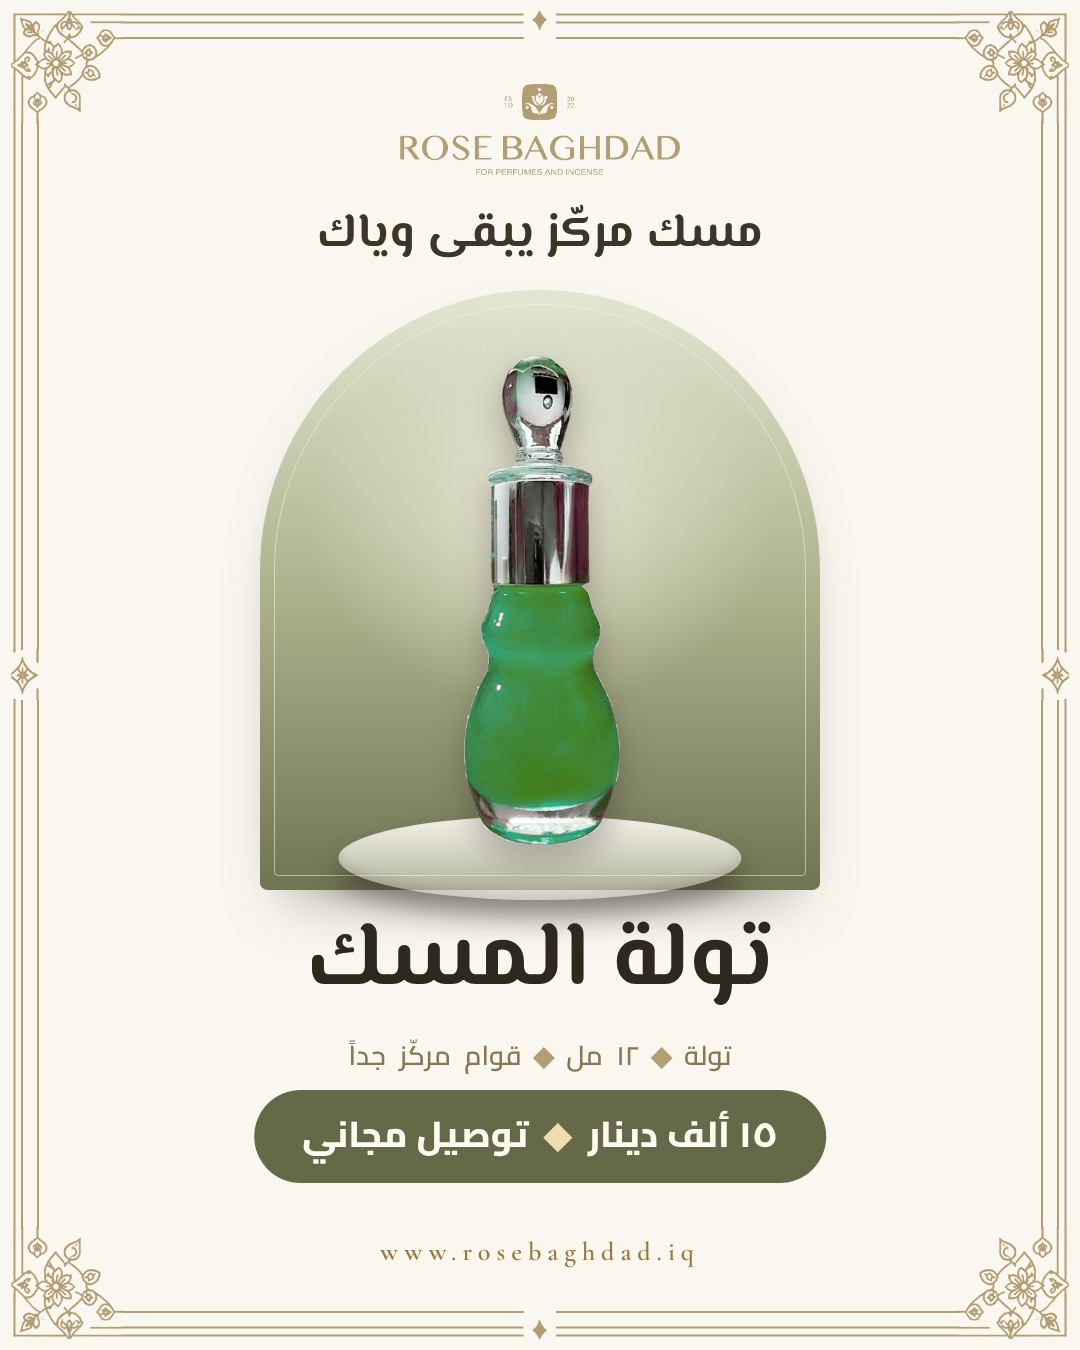 ES TD 20 22
ROSE BAGHDAD
FOR PERFUMES AND INCENSE
مسك مركّز يبقى وياك
تولة المسك
تولة ◆ ١٢ مل ◆ قوام مركّز جداً
١٥ ألف دينار ◆ توصيل مجاني
www.rosebaghdad.iq